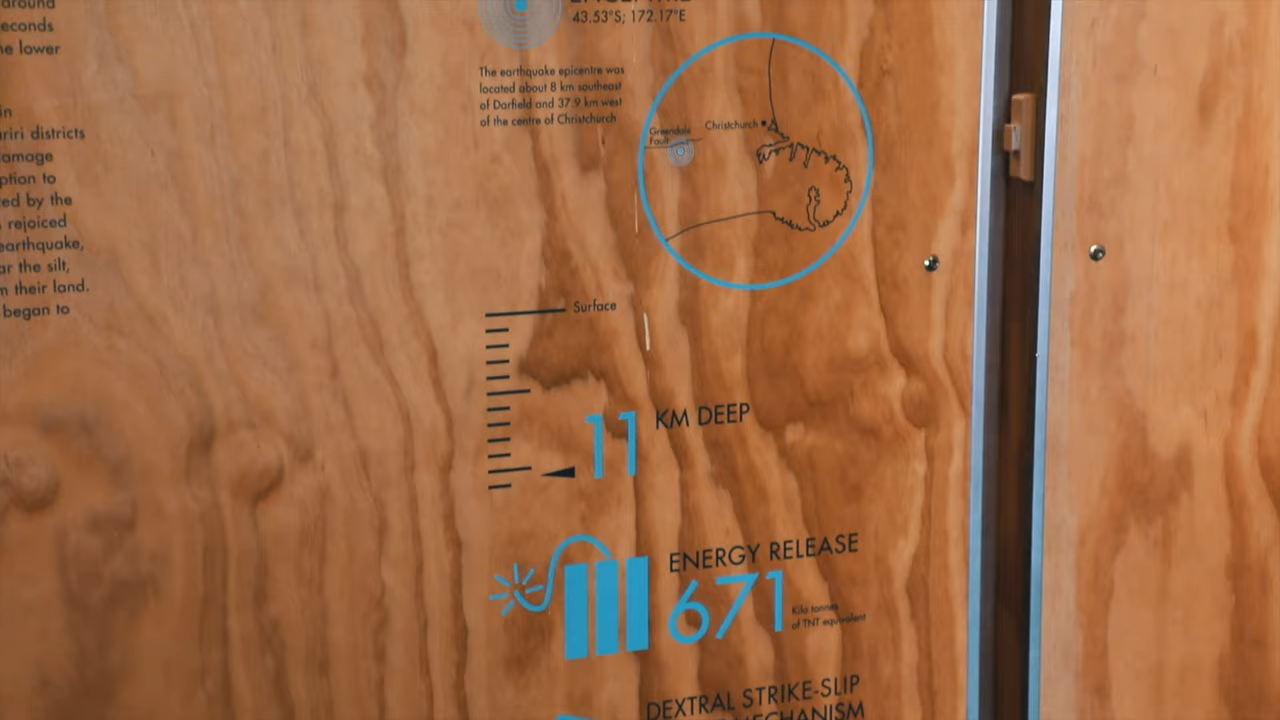 around
econds
ne lower
in
riri districts
amage
ption to
ed by the
rejoiced
earthquake,
ar the silt,
m their land.
began to
43.53°S; 172.17°E
The earthquake epicentre was
located about 8 km southeast
of Darfield and 37.9 km west
of the centre of Christchurch
Greendale
Fault
Christchurch
Surface
11 KM DEEP
ENERGY RELEASE
671
Kilo tonnes
of TNT equivalent
DEXTRAL STRIKE-SLIP
MECHANISM